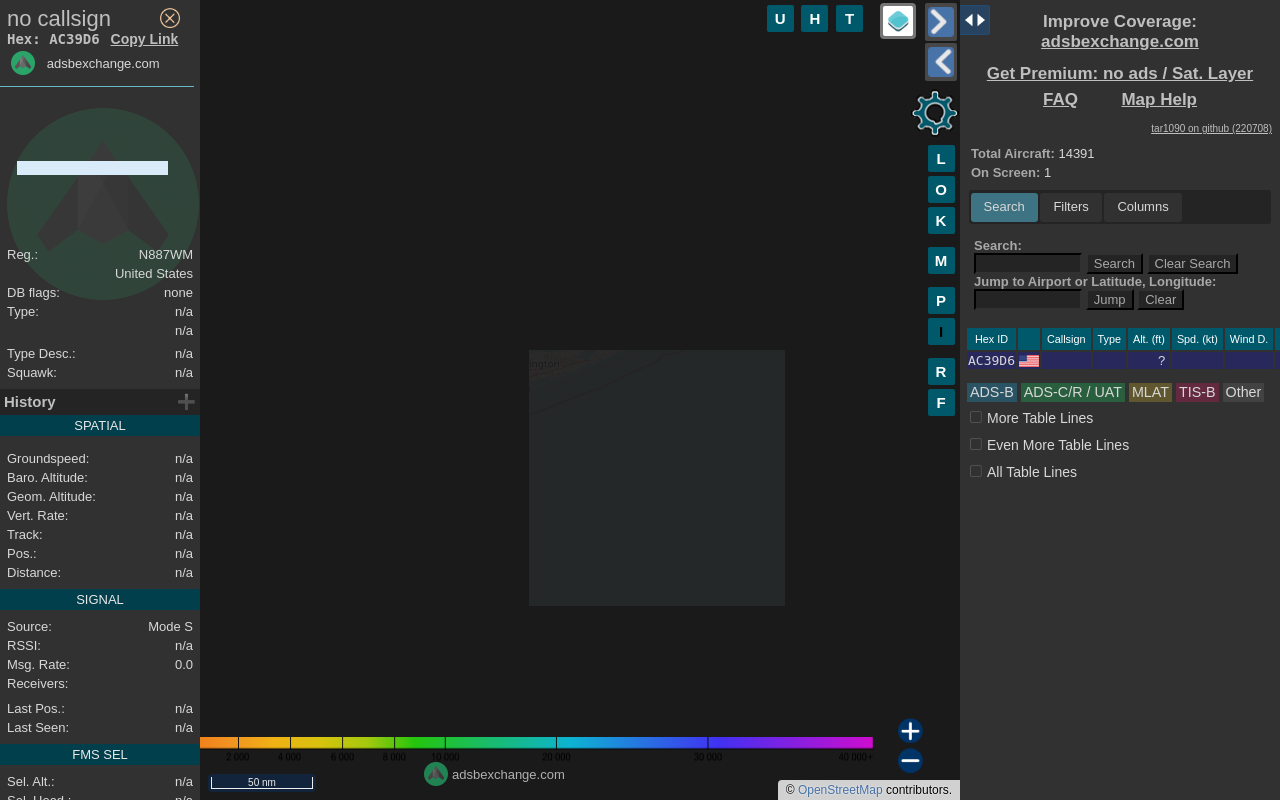 no callsign
Hex: AC39D6 Copy Link
adsbexchange.com
Reg.: N887WM
United States
DB flags: none
Type: n/a
n/a
Type Desc.: n/a
Squawk: n/a
History
SPATIAL
Groundspeed: n/a
Baro. Altitude: n/a
Geom. Altitude: n/a
Vert. Rate: n/a
Track: n/a
Pos.: n/a
Distance: n/a
SIGNAL
Source: Mode S
RSSI: n/a
Msg. Rate: 0.0
Receivers:
Last Pos.: n/a
Last Seen: n/a
FMS SEL
Sel. Alt.: n/a
Sel. Head.: n/a
U H T
L
O
K
M
P
I
R
F
ington
2 000 4 000 6 000 8 000 10 000 20 000 30 000 40 000+
adsbexchange.com
50 nm
© OpenStreetMap contributors.
Improve Coverage:
adsbexchange.com
Get Premium: no ads / Sat. Layer
FAQ Map Help
tar1090 on github (220708)
Total Aircraft: 14391
On Screen: 1
Search Filters Columns
Search:
Search Clear Search
Jump to Airport or Latitude, Longitude:
Jump Clear
Hex ID Callsign Type Alt. (ft) Spd. (kt) Wind D.
AC39D6 ?
ADS-B ADS-C/R / UAT MLAT TIS-B Other
More Table Lines
Even More Table Lines
All Table Lines